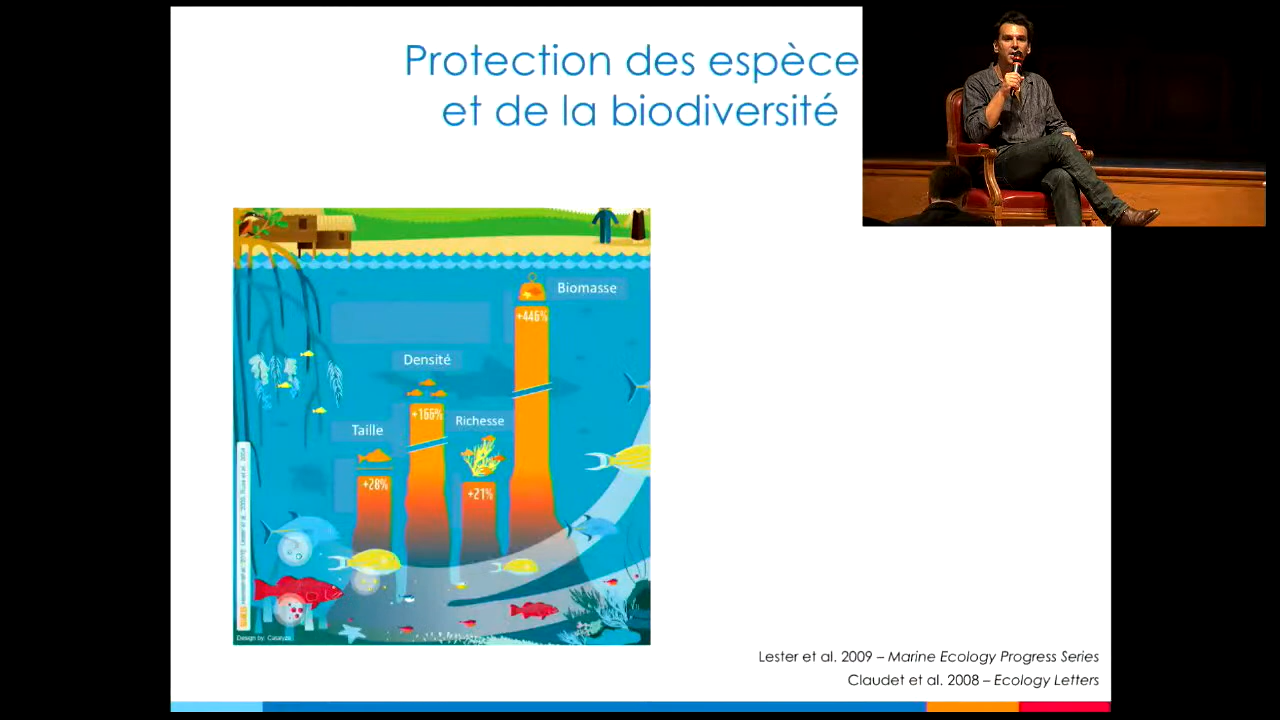 Protection des espèce
et de la biodiversité
Biomasse
+446%
Densité
+166%
Richesse
Taille
+28%
+21%
Design by: Catalyze
Lester et al. 2009 – Marine Ecology Progress Series
Claudet et al. 2008 – Ecology Letters